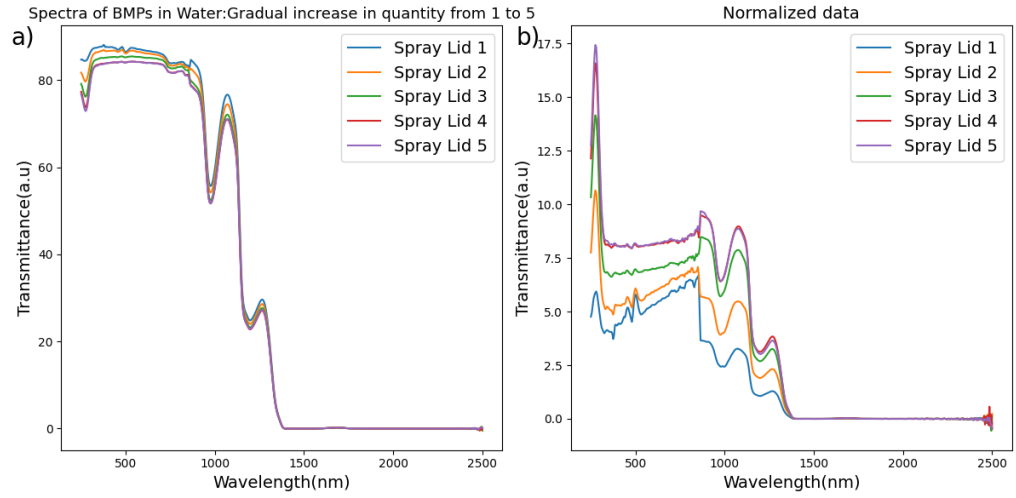 Spectra of BMPs in Water:Gradual increase in quantity from 1 to 5
a)
Spray Lid 1
Spray Lid 2
Spray Lid 3
Spray Lid 4
Spray Lid 5
80
60
40
20
0
Transmittance(a.u)
500
1000
1500
2000
2500
Wavelength(nm)
Normalized data
b)
Spray Lid 1
Spray Lid 2
Spray Lid 3
Spray Lid 4
Spray Lid 5
17.5
15.0
12.5
10.0
7.5
5.0
2.5
0.0
Transmittance(a.u)
500
1000
1500
2000
2500
Wavelength(nm)